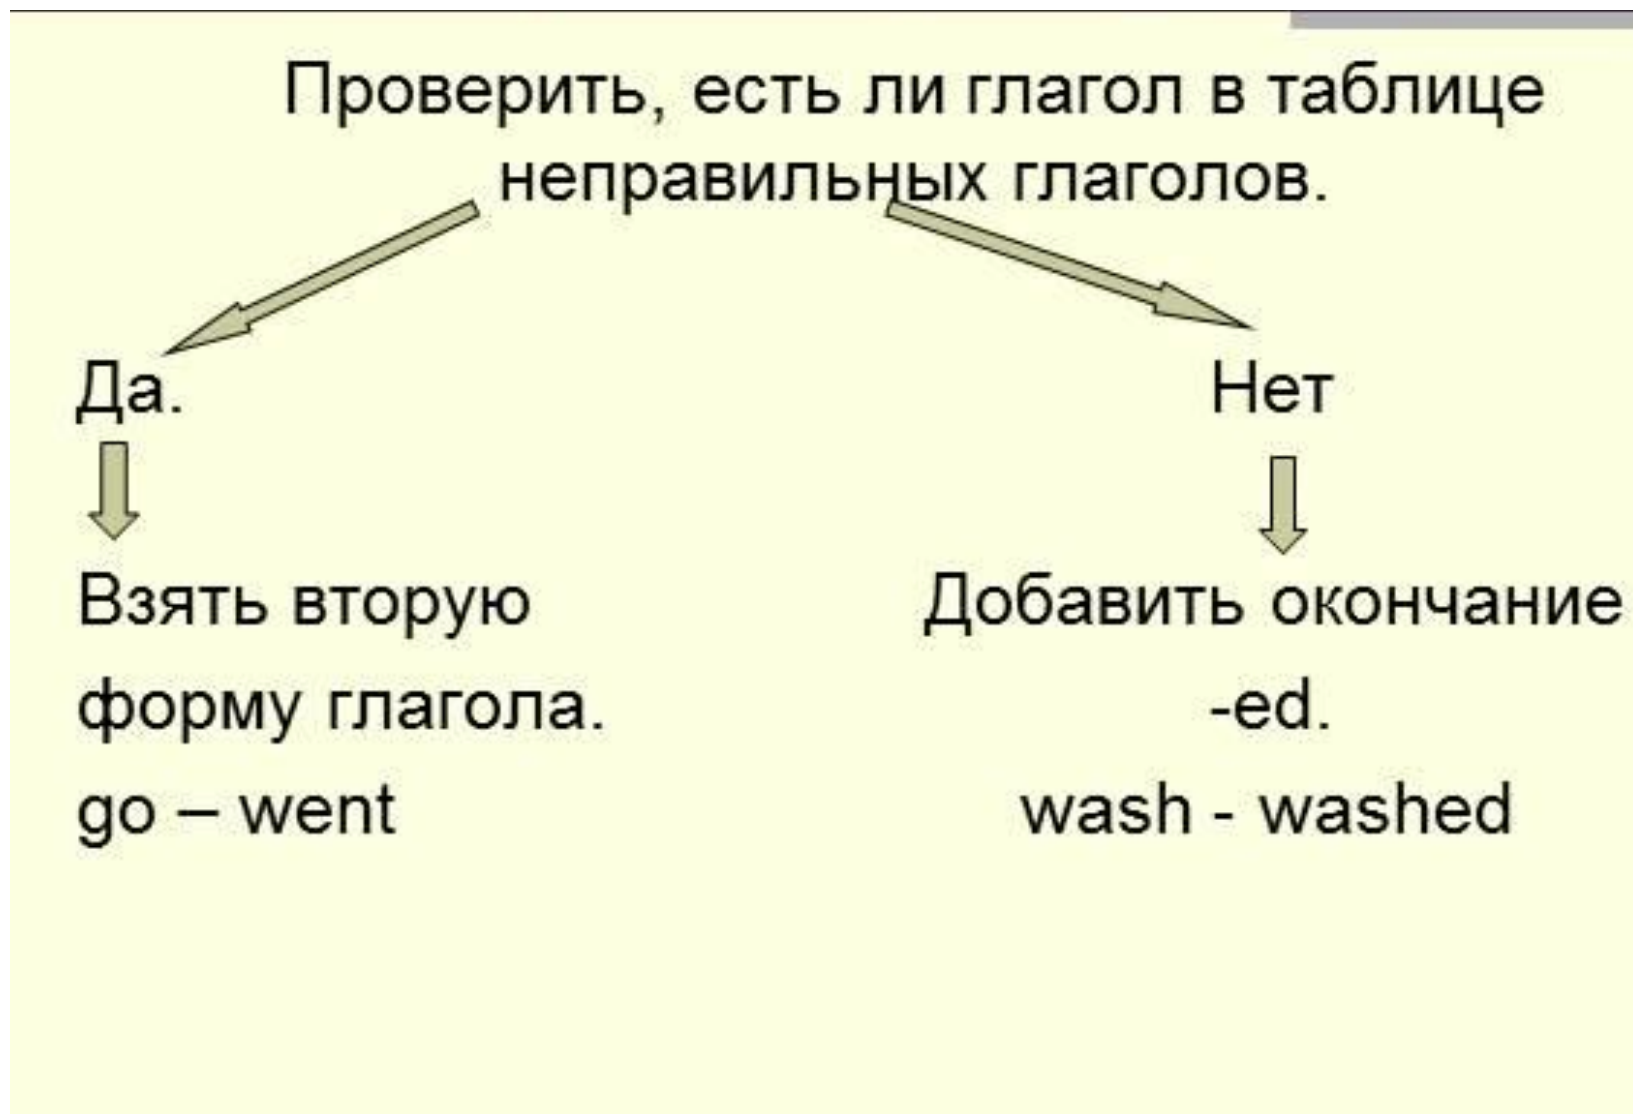 Проверить, есть ли глагол в таблице
неправильных глаголов.
Да.
Нет
Взять вторую
форму глагола.
go – went
Добавить окончание
-ed.
wash - washed